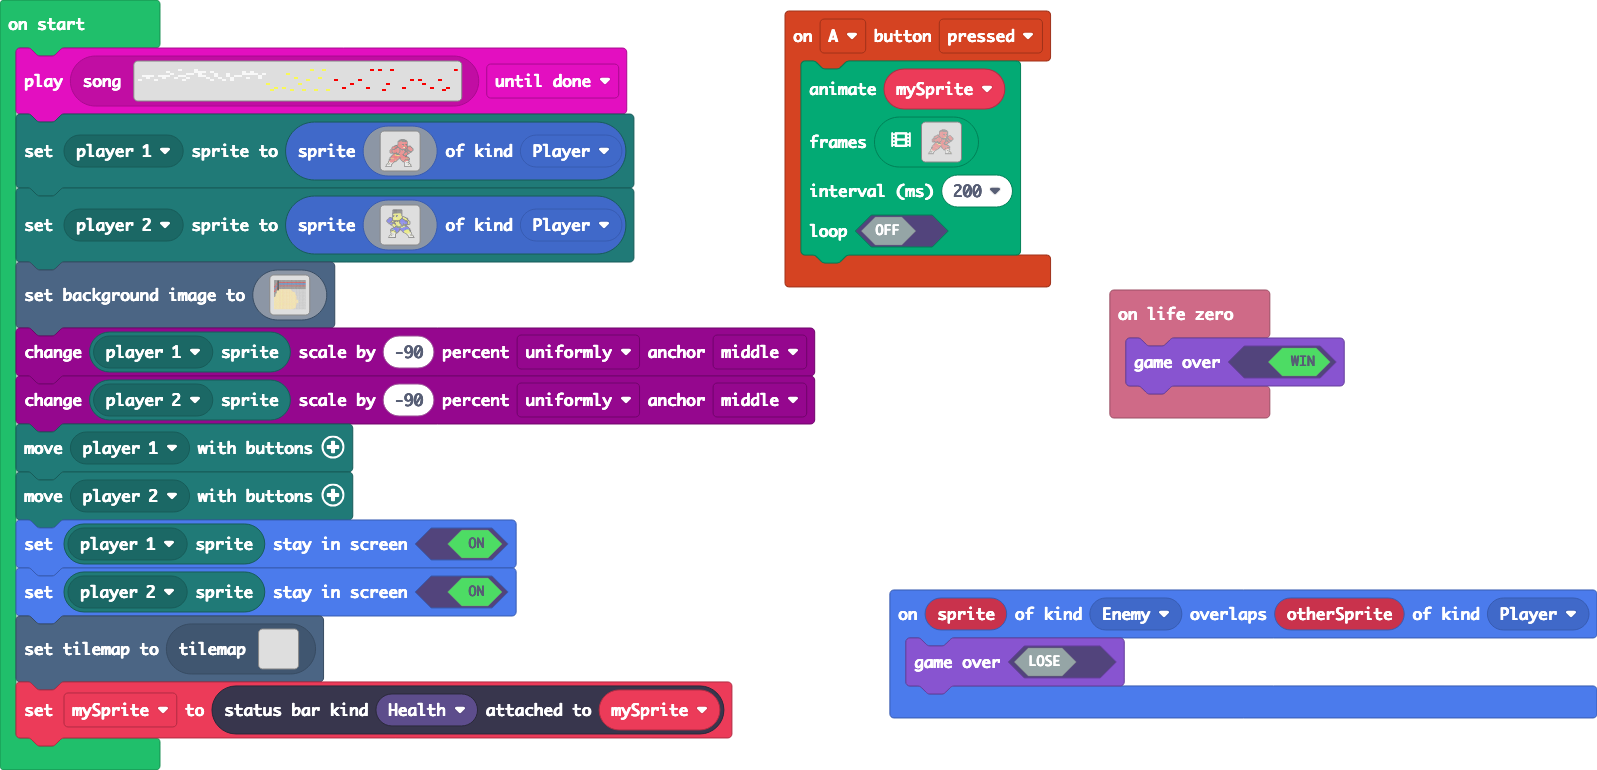 on start
play song until done
set player 1 sprite to sprite of kind Player
set player 2 sprite to sprite of kind Player
set background image to
change player 1 sprite scale by -90 percent uniformly anchor middle
change player 2 sprite scale by -90 percent uniformly anchor middle
move player 1 with buttons
move player 2 with buttons
set player 1 sprite stay in screen ON
set player 2 sprite stay in screen ON
set tilemap to tilemap
set mySprite to status bar kind Health attached to mySprite
on A button pressed
animate mySprite
frames
interval (ms) 200
loop OFF
on life zero
game over WIN
on sprite of kind Enemy overlaps otherSprite of kind Player
game over LOSE